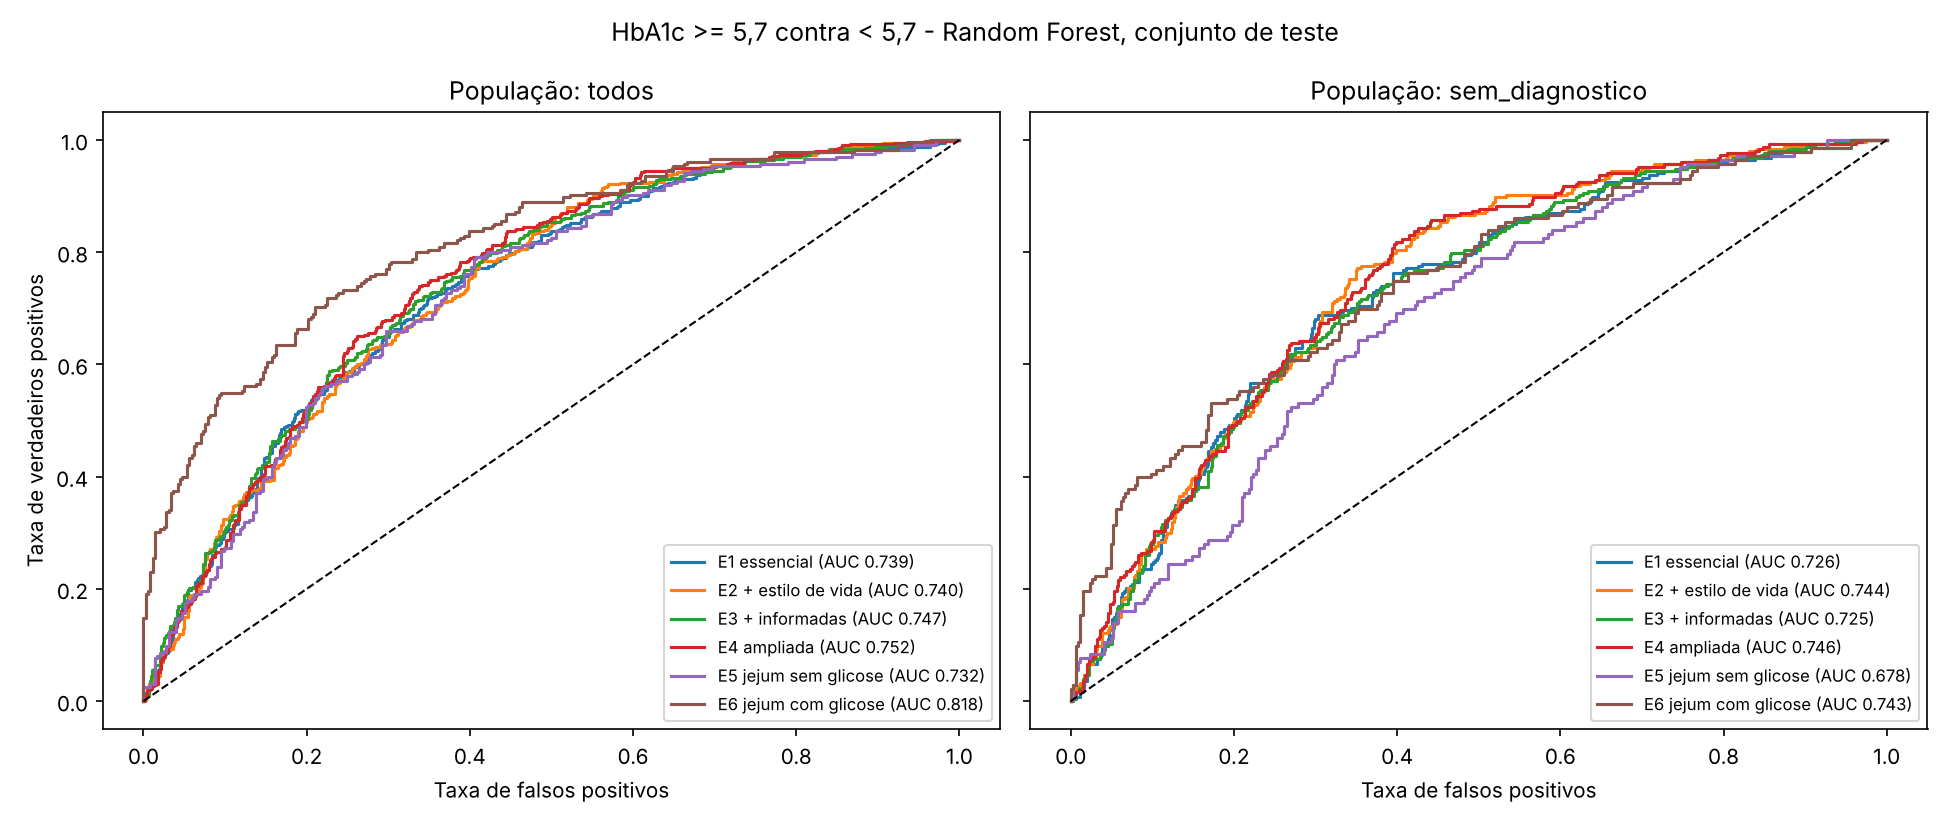 HbA1c >= 5,7 contra < 5,7 - Random Forest, conjunto de teste
População: todos
Taxa de verdadeiros positivos
1.0
0.8
0.6
0.4
0.2
0.0
0.0 0.2 0.4 0.6 0.8 1.0
Taxa de falsos positivos
E1 essencial (AUC 0.739)
E2 + estilo de vida (AUC 0.740)
E3 + informadas (AUC 0.747)
E4 ampliada (AUC 0.752)
E5 jejum sem glicose (AUC 0.732)
E6 jejum com glicose (AUC 0.818)
População: sem_diagnostico
0.0 0.2 0.4 0.6 0.8 1.0
Taxa de falsos positivos
E1 essencial (AUC 0.726)
E2 + estilo de vida (AUC 0.744)
E3 + informadas (AUC 0.725)
E4 ampliada (AUC 0.746)
E5 jejum sem glicose (AUC 0.678)
E6 jejum com glicose (AUC 0.743)